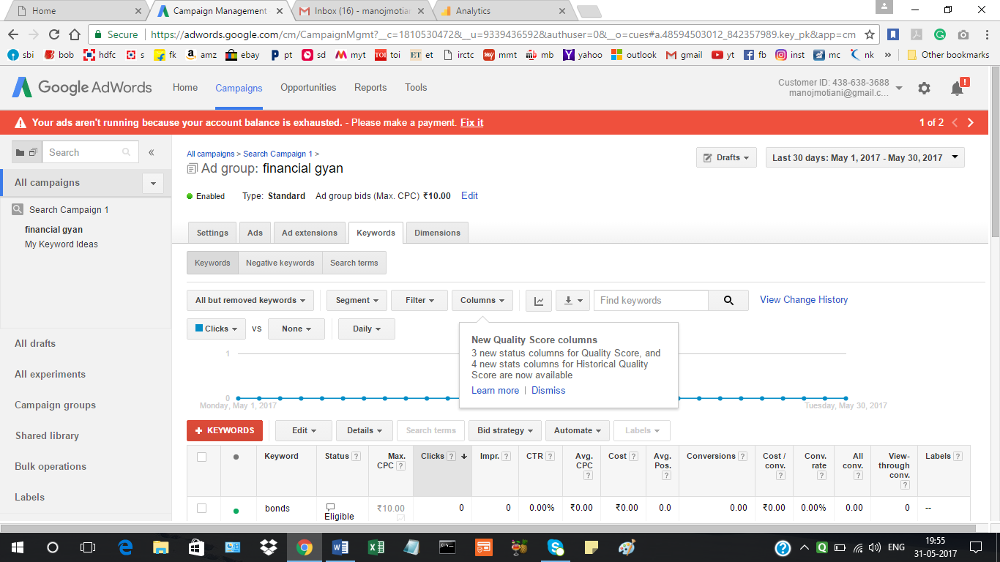 Home
Campaign Management
Inbox (16) - manojmotian
Analytics
Secure
https://adwords.google.com/cm/CampaignMgmt?__c=1810530472&__u=9339436592&authuser=0&__o=cues#a.48594503012_842357989.key_pk&app=cm
sbi bob hdfc s fk amz ebay pt sd myt toi et irctc mmt mb yahoo outlook gmail yt fb inst mc nk » Other bookmarks
Google AdWords
Home Campaigns Opportunities Reports Tools
Customer ID: 438-638-3688
manojmotiani@gmail.c...
Your ads aren't running because your account balance is exhausted. - Please make a payment. Fix it
1 of 2
Search «
All campaigns
Search Campaign 1
financial gyan
My Keyword Ideas
All drafts
All experiments
Campaign groups
Shared library
Bulk operations
Labels
All campaigns > Search Campaign 1 >
Ad group: financial gyan
Drafts
Last 30 days: May 1, 2017 - May 30, 2017
Enabled Type: Standard Ad group bids (Max. CPC) ₹10.00 Edit
Settings Ads Ad extensions Keywords Dimensions
Keywords Negative keywords Search terms
All but removed keywords Segment Filter Columns Find keywords View Change History
Clicks VS None Daily
New Quality Score columns
3 new status columns for Quality Score, and
4 new stats columns for Historical Quality
Score are now available
Learn more | Dismiss
1
0
Monday, May 1, 2017
Tuesday, May 30, 2017
+ KEYWORDS Edit Details Search terms Bid strategy Automate Labels
Keyword
Status ?
Max.
CPC ?
Clicks ?
Impr. ?
CTR ?
Avg.
CPC
?
Cost ?
Avg.
Pos.
?
Conversions ?
Cost /
conv.
?
Conv.
rate
?
All
conv.
?
View-
through
conv.
?
Labels ?
bonds
Eligible
₹10.00 0 0 0.00% ₹0.00 ₹0.00 0.0 0.00 ₹0.00 0.00% 0.00 0 --
ENG
19:55
31-05-2017